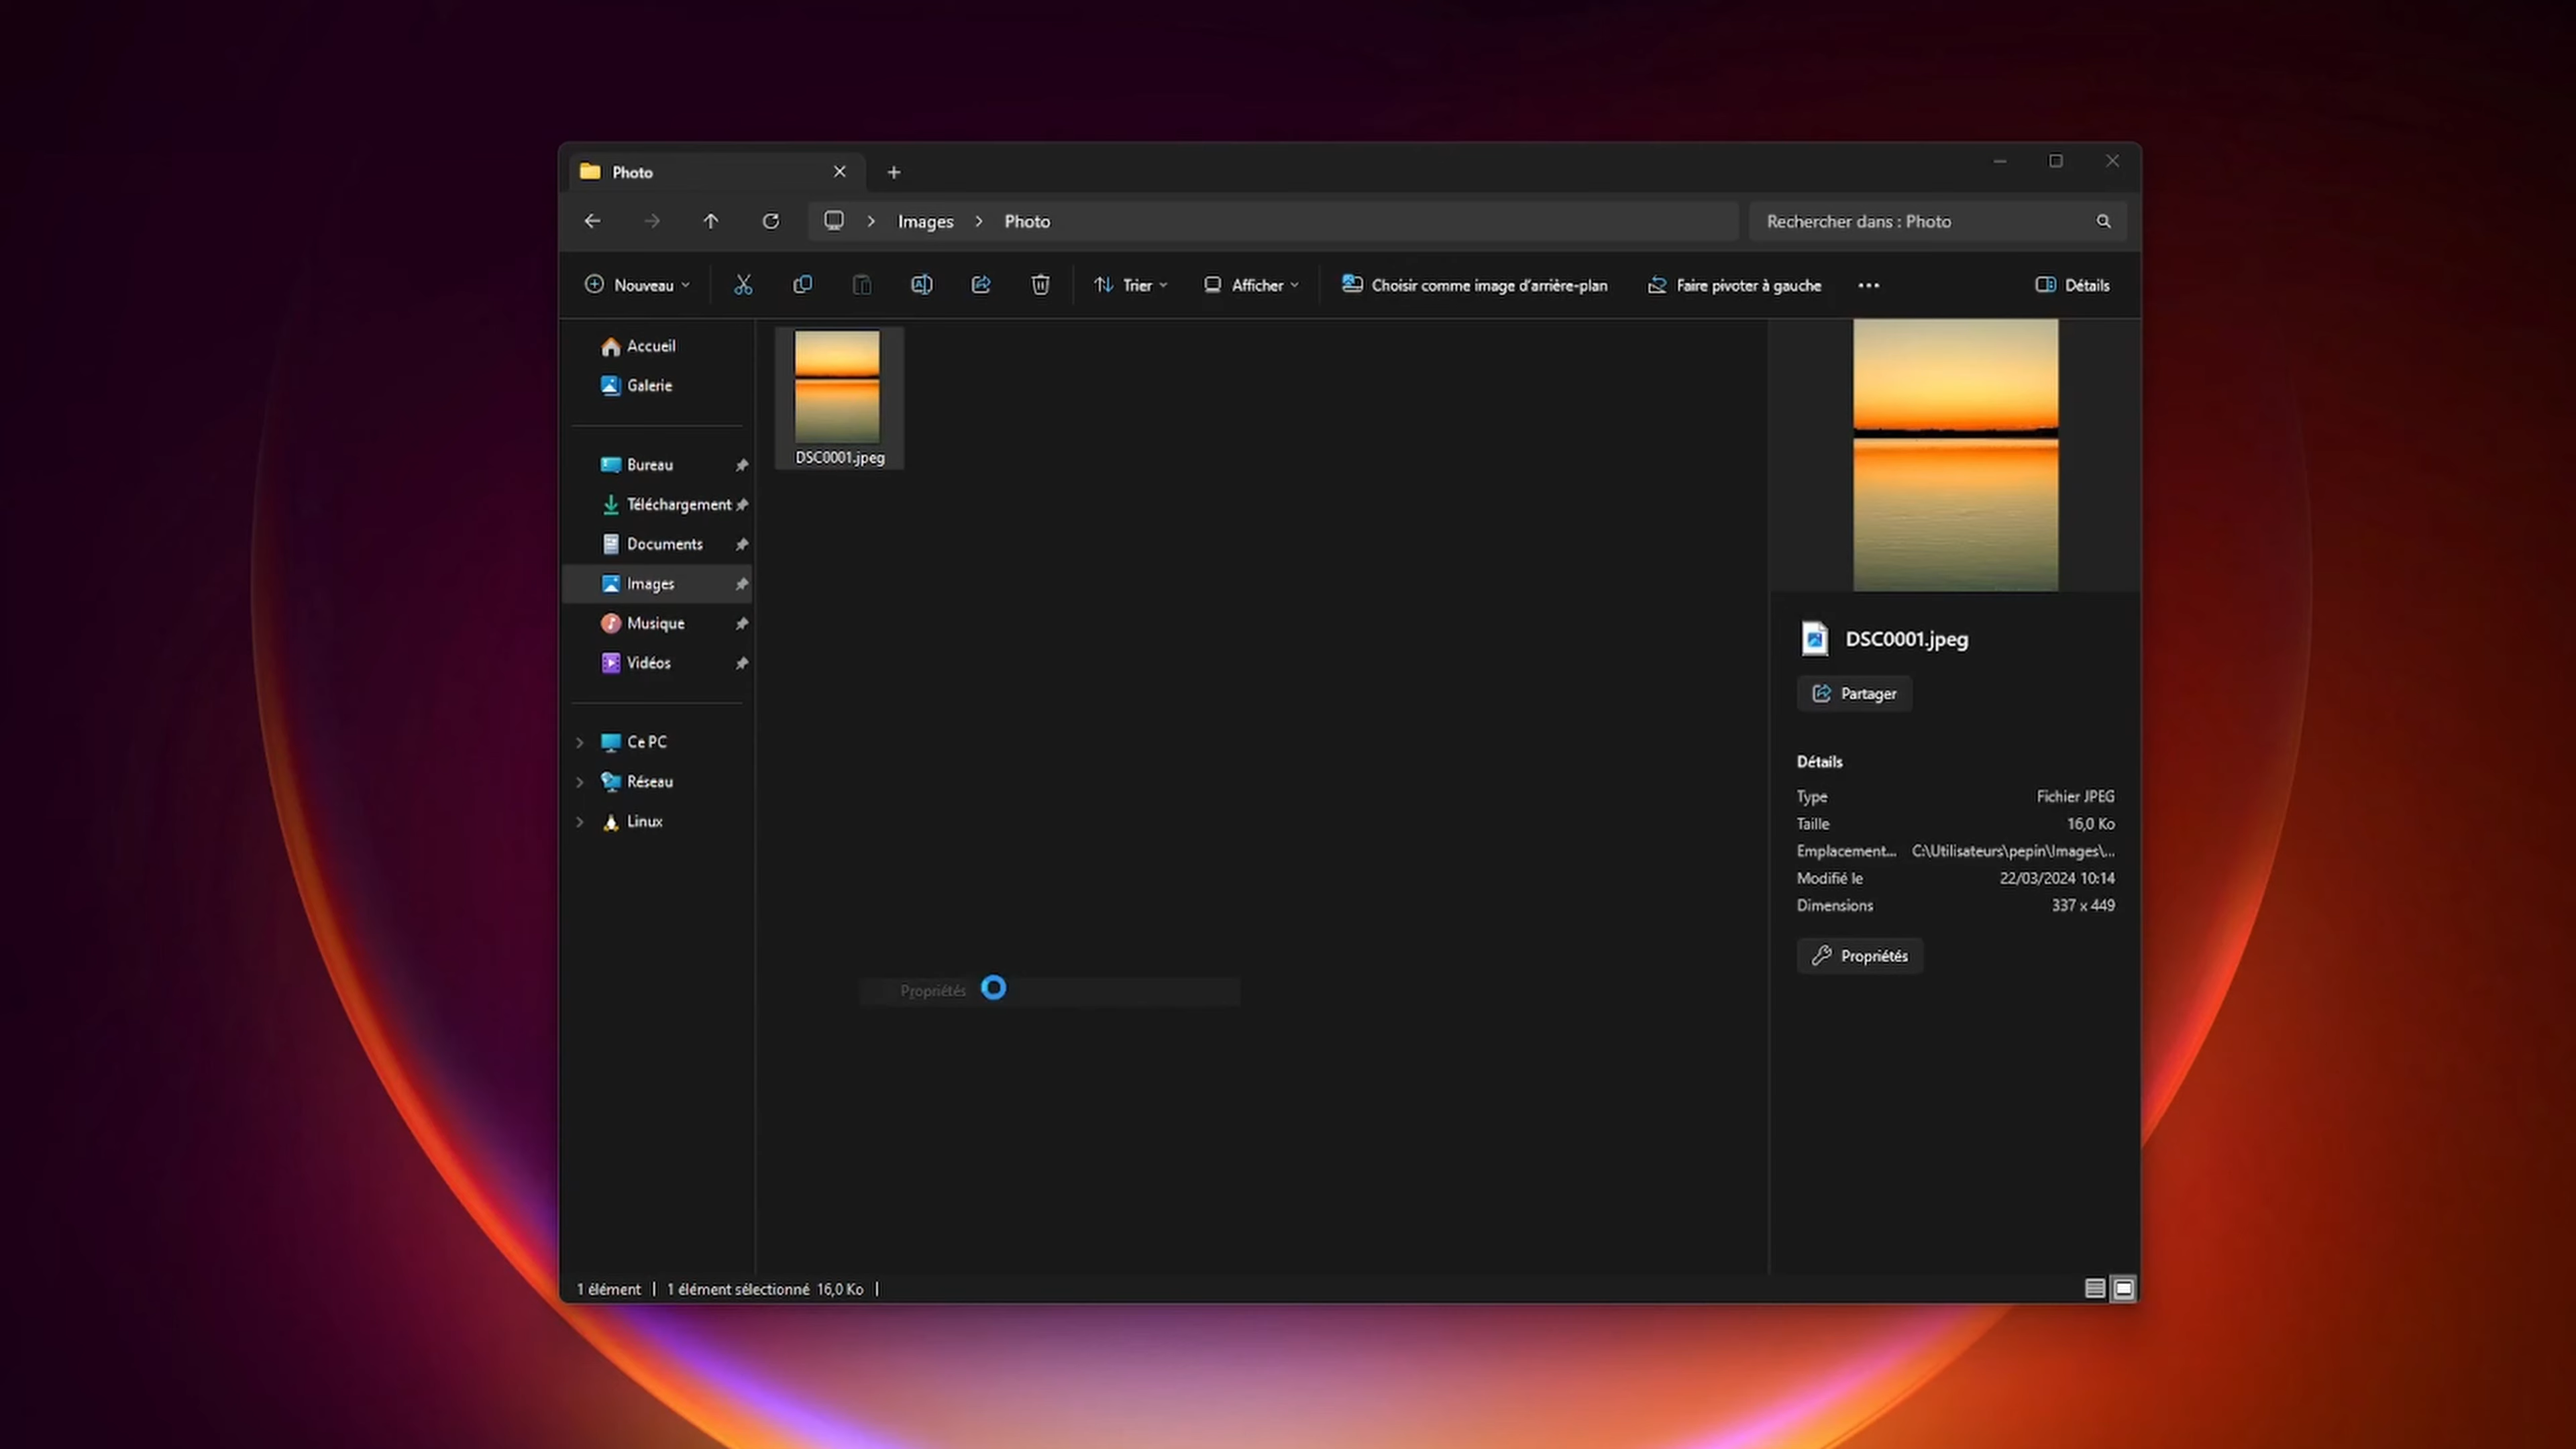 Photo
Images > Photo
Rechercher dans : Photo
Nouveau
Trier
Afficher
Choisir comme image d'arrière-plan
Faire pivoter à gauche
Détails
Accueil
Galerie
Bureau
Téléchargement
Documents
Images
Musique
Vidéos
Ce PC
Réseau
Linux
DSC0001.jpeg
Propriétés
DSC0001.jpeg
Partager
Détails
Type Fichier JPEG
Taille 16,0 Ko
Emplacement... C:\Utilisateurs\pepin\Images\...
Modifié le 22/03/2024 10:14
Dimensions 337 x 449
Propriétés
1 élément | 1 élément sélectionné 16,0 Ko |